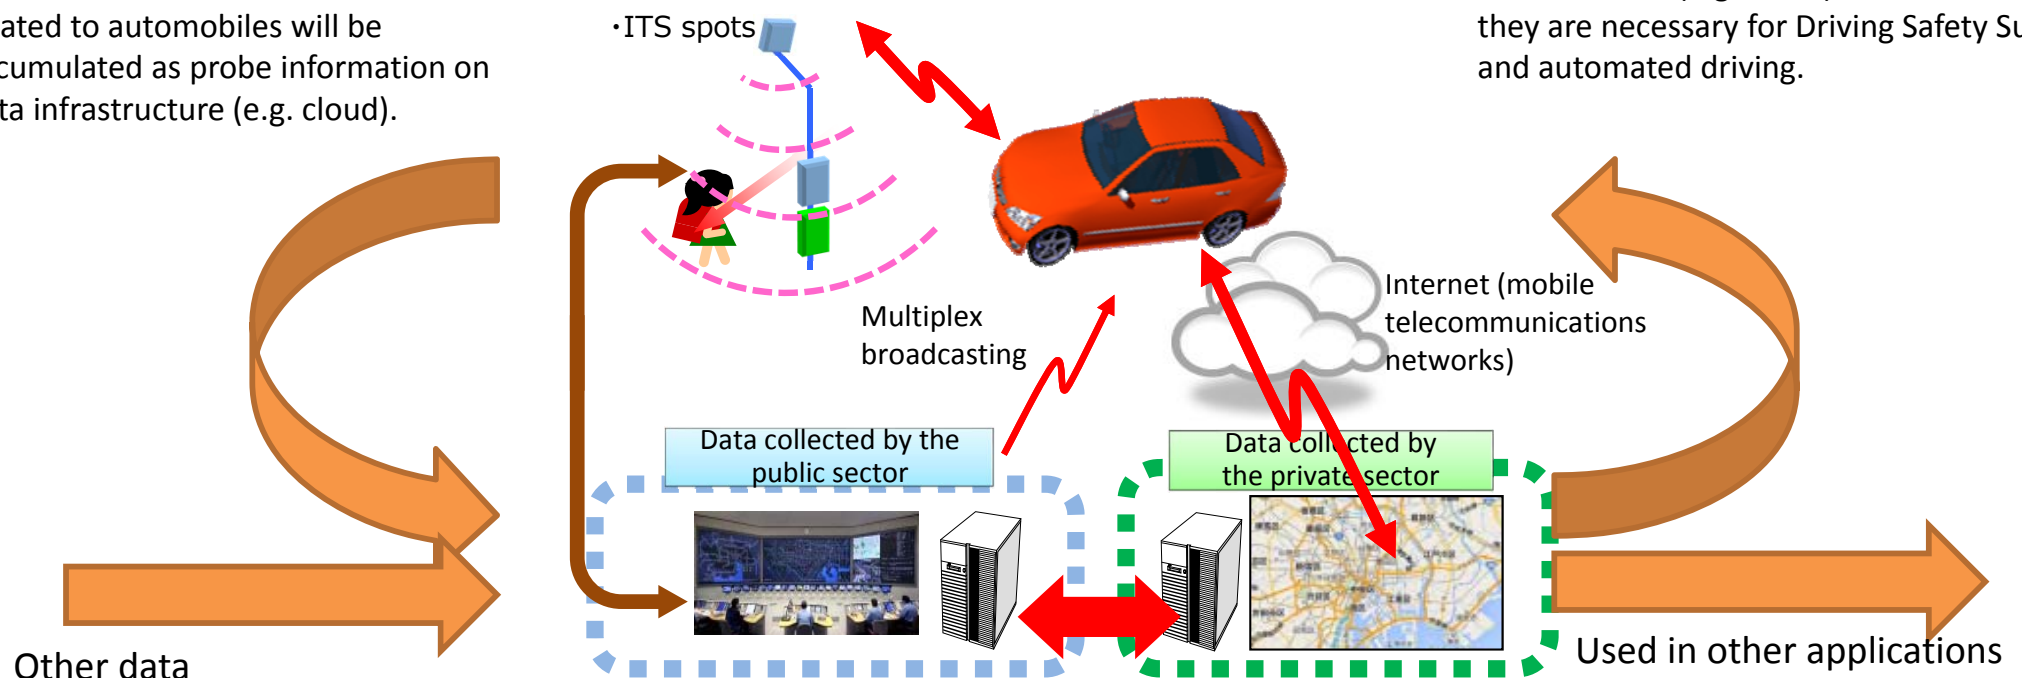 ated to automobiles will be
cumulated as probe information on
ta infrastructure (e.g. cloud).
・ITS spots
they are necessary for Driving Safety Su
and automated driving.
Multiplex
broadcasting
Internet (mobile
telecommunications
networks)
Data collected by the
public sector
Data collected by
the private sector
Other data
Used in other applications